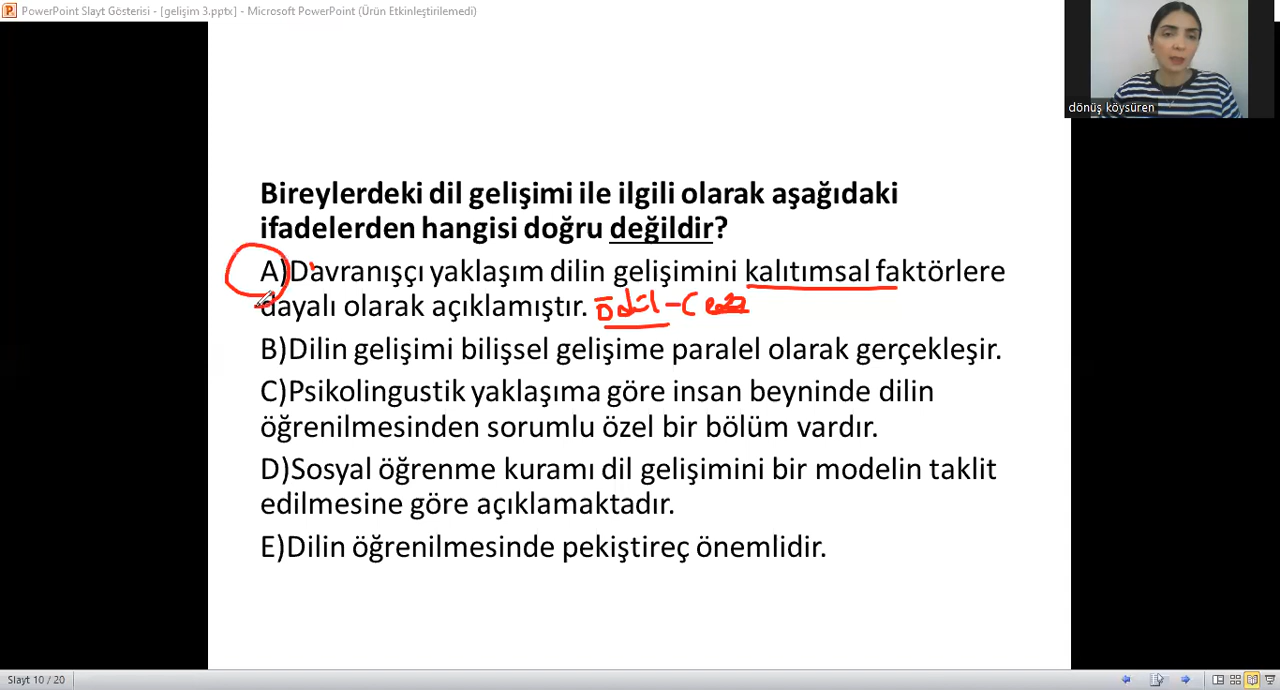 PowerPoint Slayt Gösterisi - [gelişim 3.pptx] - Microsoft PowerPoint (Ürün Etkinleştirilemedi)
dönüş köysüren
Bireylerdeki dil gelişimi ile ilgili olarak aşağıdaki
ifadelerden hangisi doğru değildir?
A)Davranışçı yaklaşım dilin gelişimini kalıtımsal faktörlere
dayalı olarak açıklamıştır. Ödül-Ceza
B)Dilin gelişimi bilişsel gelişime paralel olarak gerçekleşir.
C)Psikolingustik yaklaşıma göre insan beyninde dilin
öğrenilmesinden sorumlu özel bir bölüm vardır.
D)Sosyal öğrenme kuramı dil gelişimini bir modelin taklit
edilmesine göre açıklamaktadır.
E)Dilin öğrenilmesinde pekiştireç önemlidir.
Slayt 10 / 20